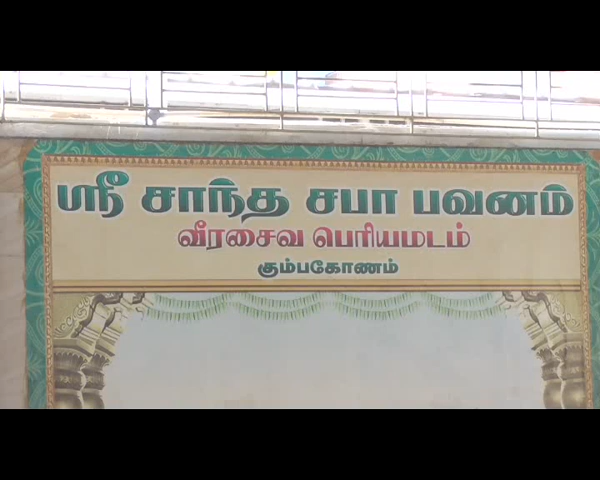 ஸ்ரீ சாந்த சபா பவனம்
வீரசைவ பெரியமடம்
கும்பகோணம்